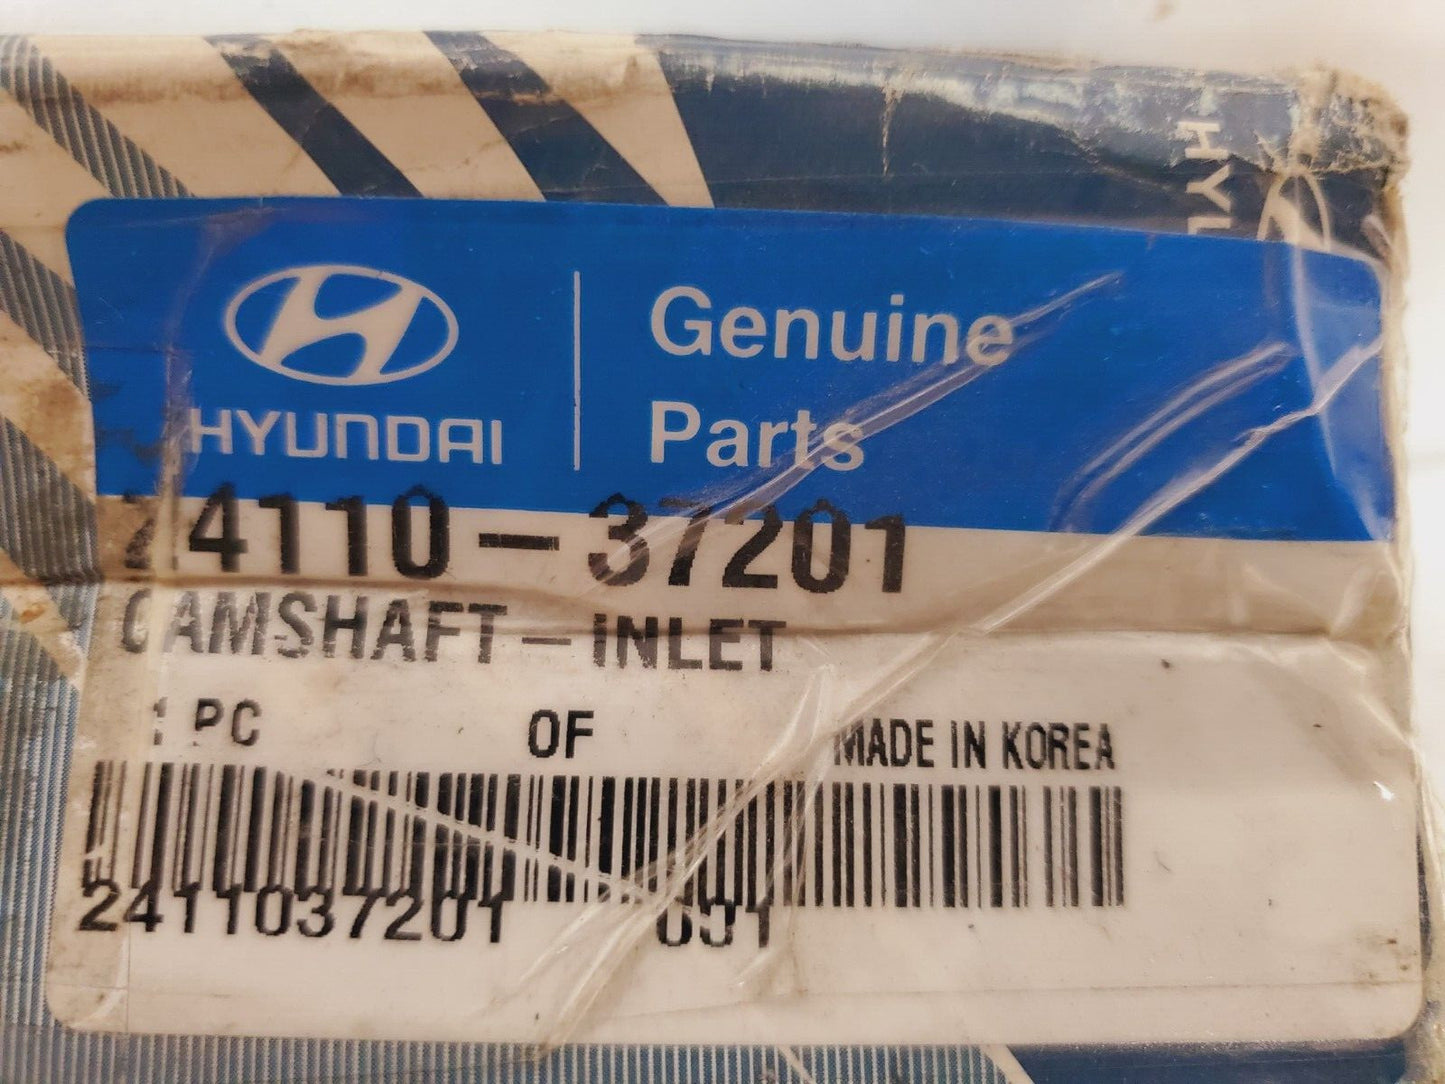 HYUNDAI
Genuine
Parts
24110-37201
CAMSHAFT-INLET
1 PC OF MADE IN KOREA
2411037201